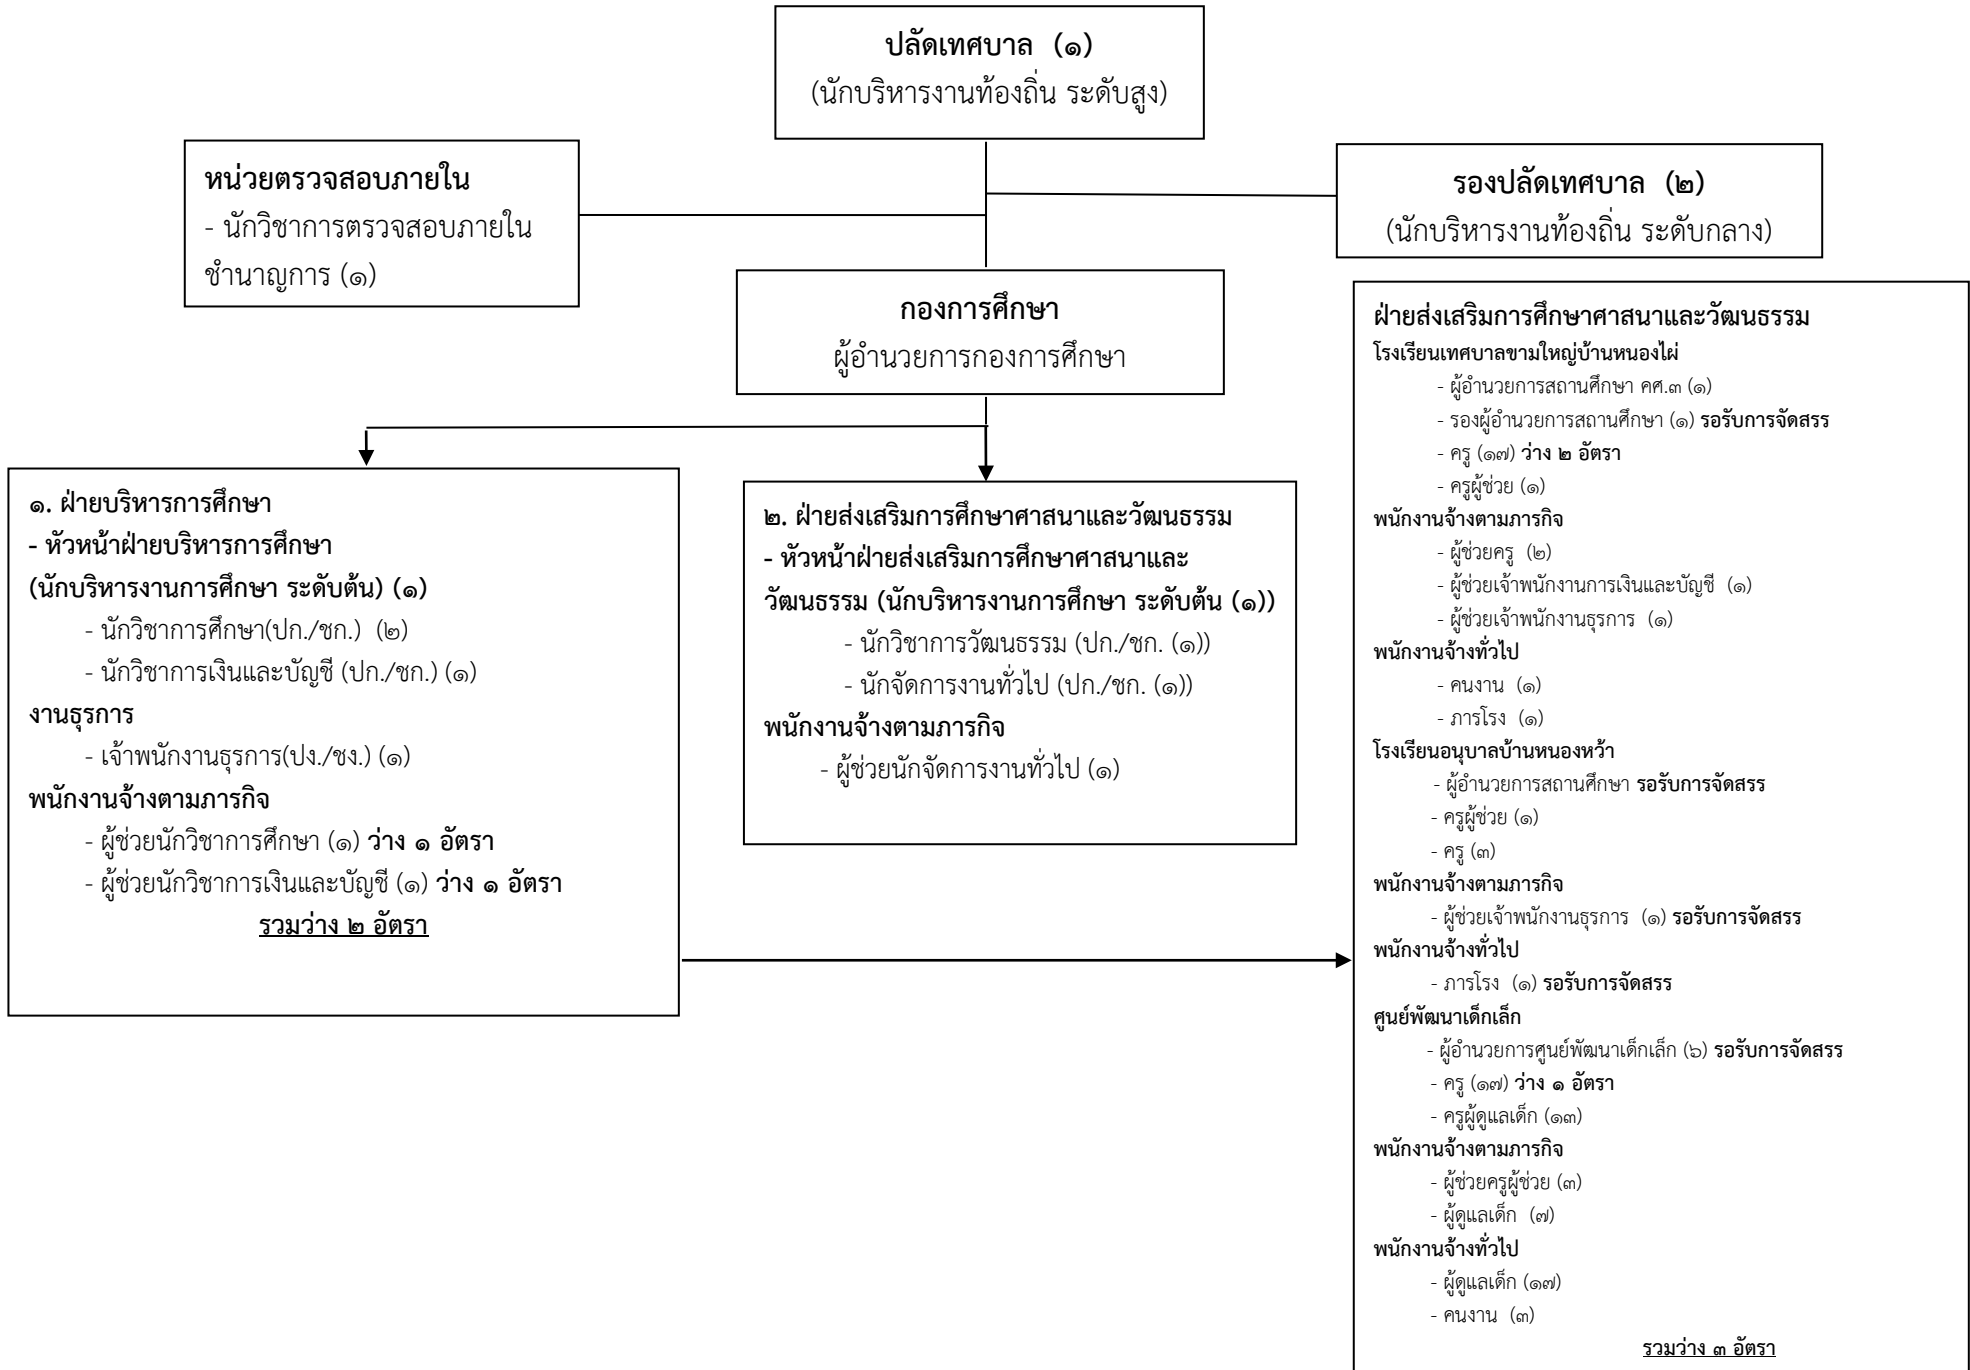 ปลัดเทศบาล (๑)
(นักบริหารงานท้องถิ่น ระดับสูง)
หน่วยตรวจสอบภายใน
- นักวิชาการตรวจสอบภายใน
ชำนาญการ (๑)
รองปลัดเทศบาล (๒)
(นักบริหารงานท้องถิ่น ระดับกลาง)
กองการศึกษา
ผู้อำนวยการกองการศึกษา
๑. ฝ่ายบริหารการศึกษา
- หัวหน้าฝ่ายบริหารการศึกษา
(นักบริหารงานการศึกษา ระดับต้น) (๑)
- นักวิชาการศึกษา(ปก./ชก.) (๒)
- นักวิชาการเงินและบัญชี (ปก./ชก.) (๑)
งานธุรการ
- เจ้าพนักงานธุรการ(ปง./ชง.) (๑)
พนักงานจ้างตามภารกิจ
- ผู้ช่วยนักวิชาการศึกษา (๑) ว่าง ๑ อัตรา
- ผู้ช่วยนักวิชาการเงินและบัญชี (๑) ว่าง ๑ อัตรา
รวมว่าง ๒ อัตรา
๒. ฝ่ายส่งเสริมการศึกษาศาสนาและวัฒนธรรม
- หัวหน้าฝ่ายส่งเสริมการศึกษาศาสนาและ
วัฒนธรรม (นักบริหารงานการศึกษา ระดับต้น (๑))
- นักวิชาการวัฒนธรรม (ปก./ชก. (๑))
- นักจัดการงานทั่วไป (ปก./ชก. (๑))
พนักงานจ้างตามภารกิจ
- ผู้ช่วยนักจัดการงานทั่วไป (๑)
ฝ่ายส่งเสริมการศึกษาศาสนาและวัฒนธรรม
โรงเรียนเทศบาลขามใหญ่บ้านหนองไผ่
- ผู้อำนวยการสถานศึกษา คศ.๓ (๑)
- รองผู้อำนวยการสถานศึกษา (๑) รอรับการจัดสรร
- ครู (๑๗) ว่าง ๒ อัตรา
- ครูผู้ช่วย (๑)
พนักงานจ้างตามภารกิจ
- ผู้ช่วยครู (๒)
- ผู้ช่วยเจ้าพนักงานการเงินและบัญชี (๑)
- ผู้ช่วยเจ้าพนักงานธุรการ (๑)
พนักงานจ้างทั่วไป
- คนงาน (๑)
- ภารโรง (๑)
โรงเรียนอนุบาลบ้านหนองหว้า
- ผู้อำนวยการสถานศึกษา รอรับการจัดสรร
- ครูผู้ช่วย (๑)
- ครู (๓)
พนักงานจ้างตามภารกิจ
- ผู้ช่วยเจ้าพนักงานธุรการ (๑) รอรับการจัดสรร
พนักงานจ้างทั่วไป
- ภารโรง (๑) รอรับการจัดสรร
ศูนย์พัฒนาเด็กเล็ก
- ผู้อำนวยการศูนย์พัฒนาเด็กเล็ก (๖) รอรับการจัดสรร
- ครู (๑๗) ว่าง ๑ อัตรา
- ครูผู้ดูแลเด็ก (๑๓)
พนักงานจ้างตามภารกิจ
- ผู้ช่วยครูผู้ช่วย (๓)
- ผู้ดูแลเด็ก (๗)
พนักงานจ้างทั่วไป
- ผู้ดูแลเด็ก (๑๗)
- คนงาน (๓)
รวมว่าง ๓ อัตรา